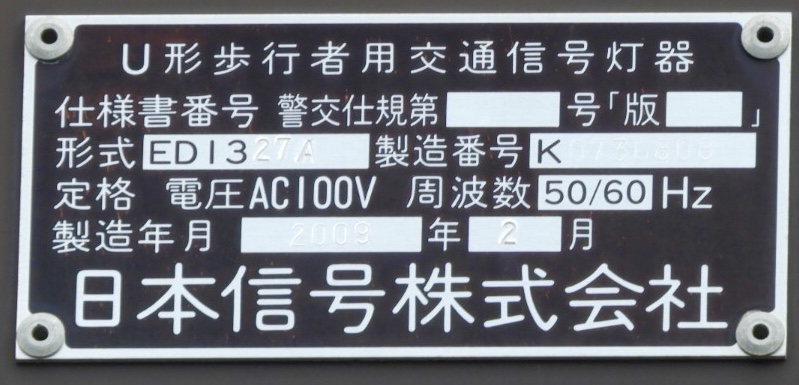 U形歩行者用交通信号灯器
仕様書番号 警交仕規第 号「版 」
形式 ED1327A 製造番号 K
定格 電圧AC100V 周波数 50/60 Hz
製造年月 2009 年 2 月
日本信号株式会社